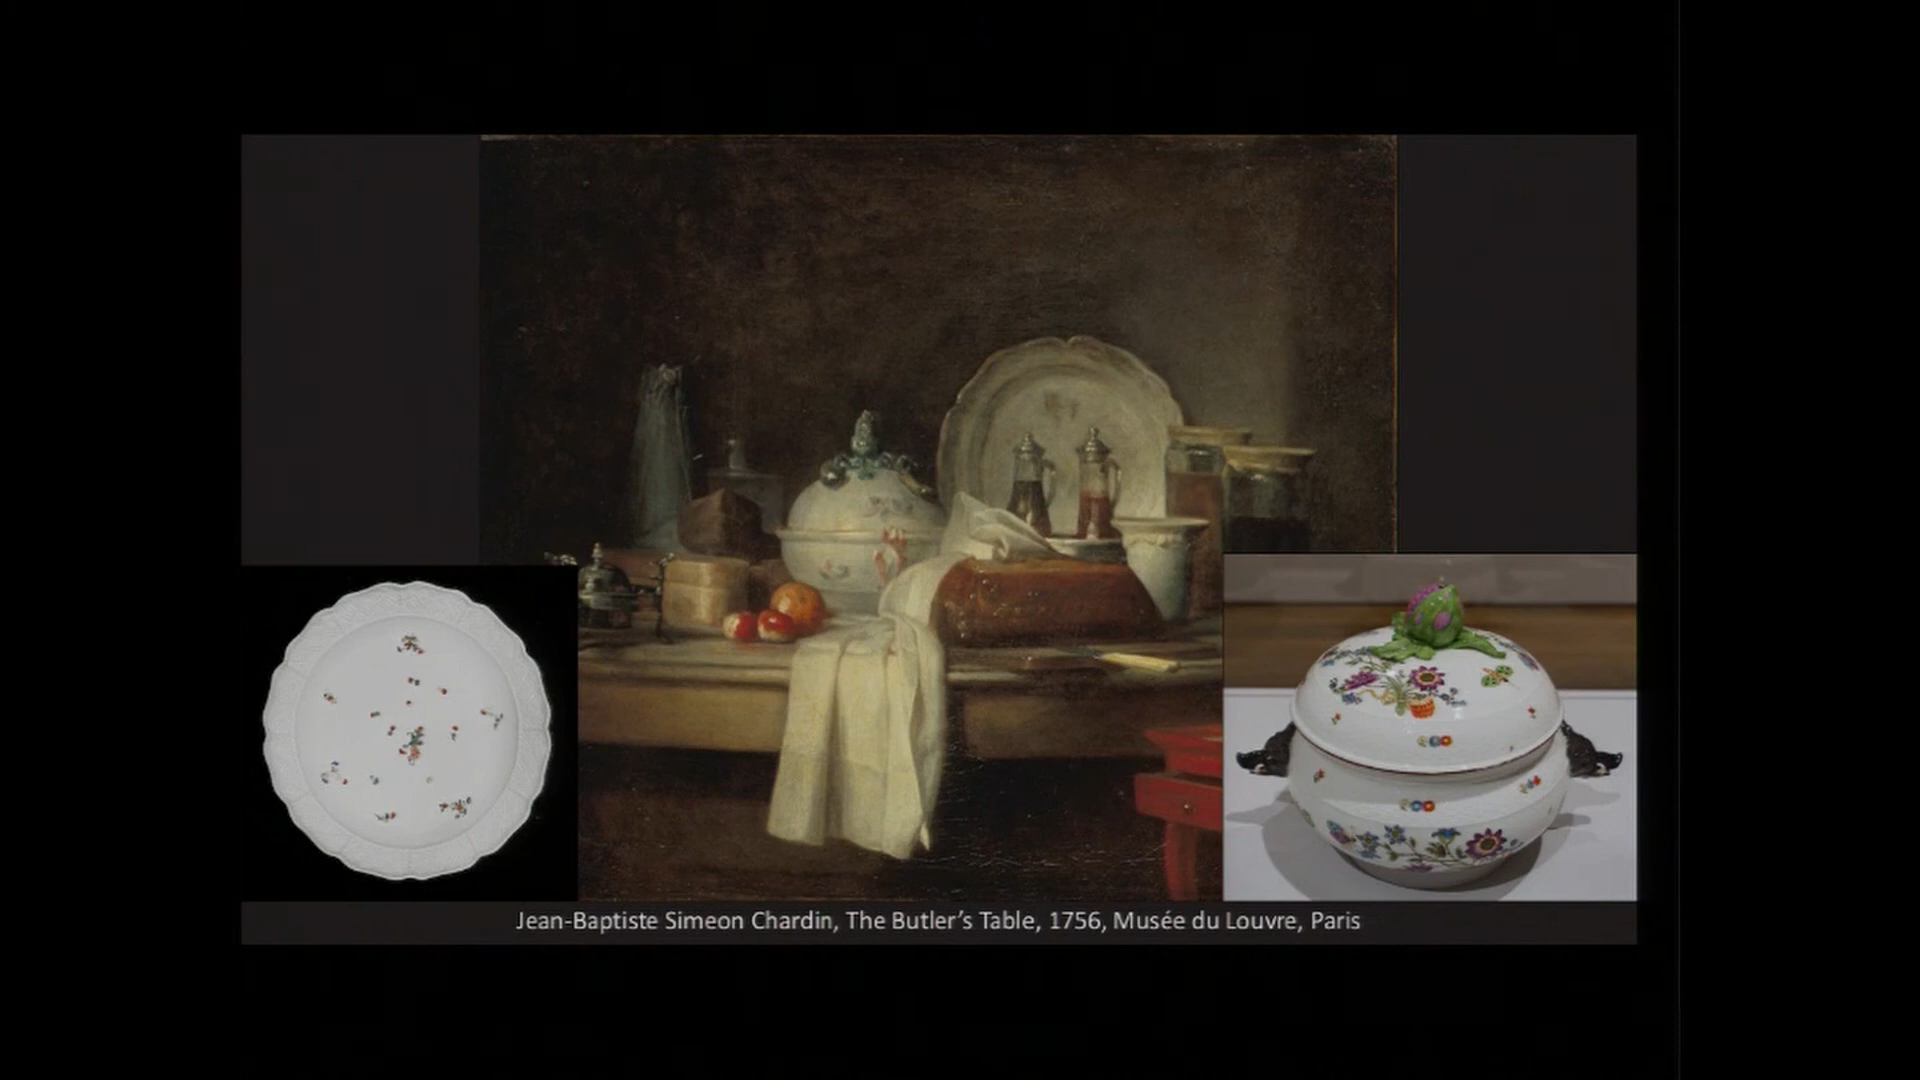 Jean-Baptiste Simeon Chardin, The Butler’s Table, 1756, Musée du Louvre, Paris